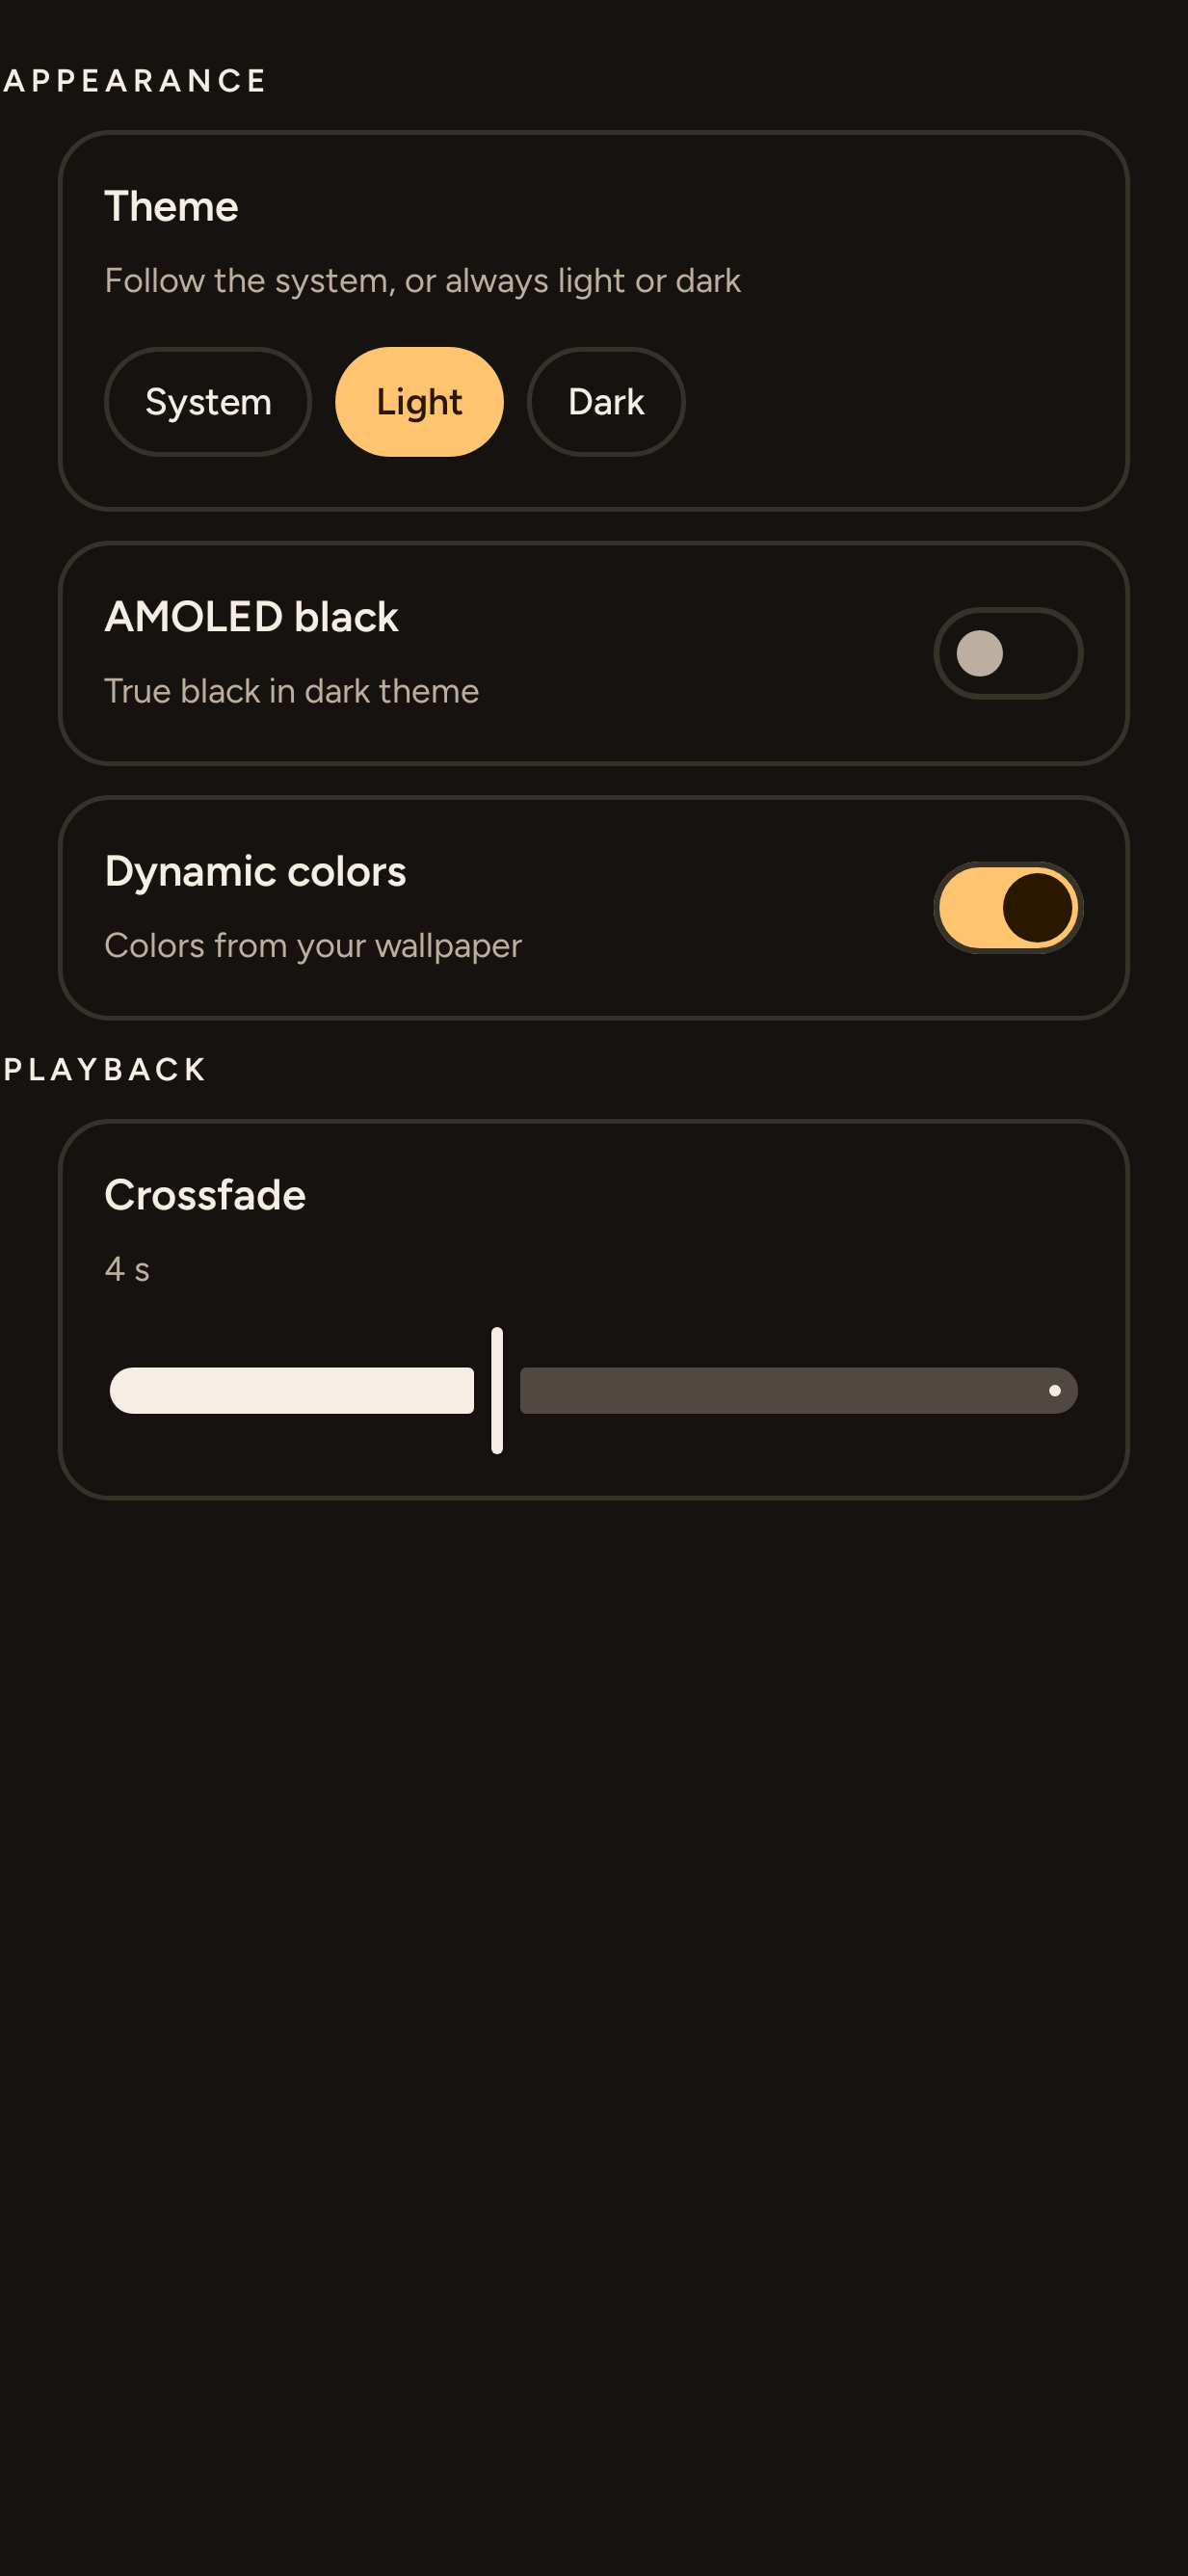 APPEARANCE
Theme
Follow the system, or always light or dark
System Light Dark
AMOLED black
True black in dark theme
Dynamic colors
Colors from your wallpaper
PLAYBACK
Crossfade
4 s